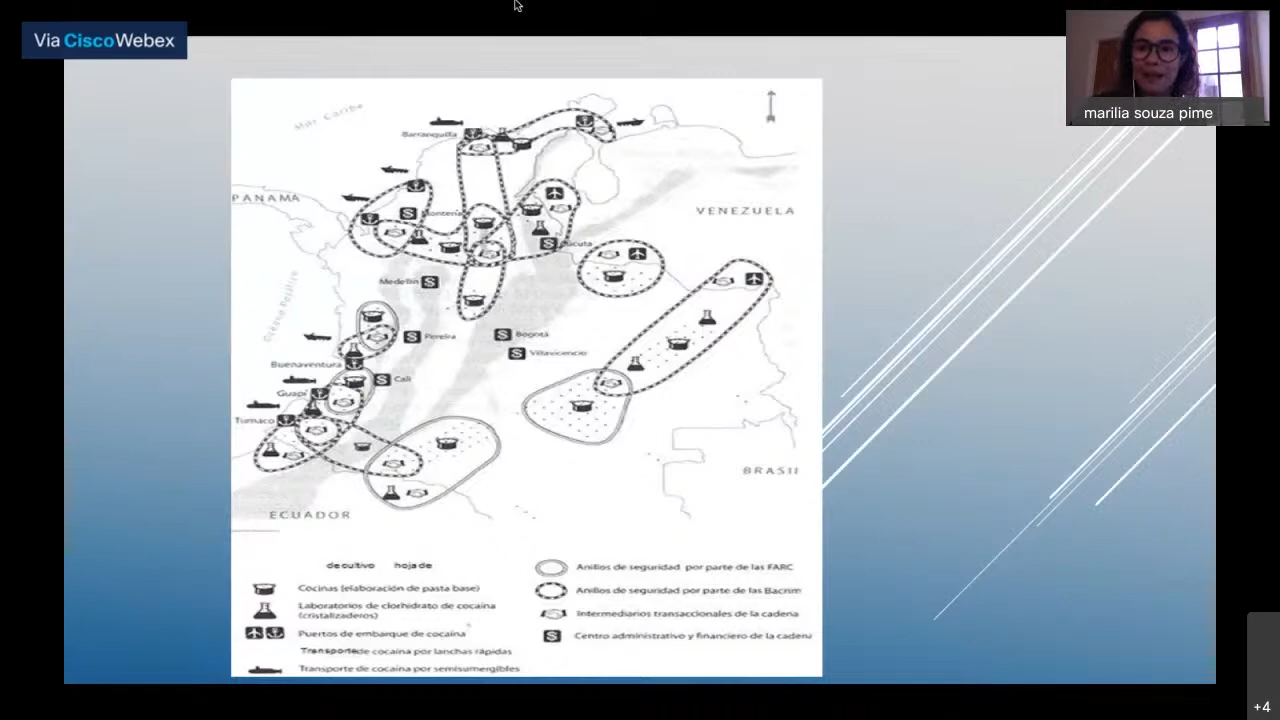 Via CiscoWebex
marilia souza pime
Mar Caribe
Barranquilla
PANAMA
VENEZUELA
Montería
Cúcuta
Medellín
Océano Pacífico
Pereira
Bogotá
Villavicencio
Buenaventura
Cali
Guapi
Tumaco
BRASIL
ECUADOR
de cultivo hoja de
Cocinas (elaboración de pasta base)
Laboratorios de clorhidrato de cocaína
(cristalizaderos)
Puertos de embarque de cocaína
Transporte de cocaína por lanchas rápidas
Transporte de cocaína por semisumergibles
Anillos de seguridad por parte de las FARC
Anillos de seguridad por parte de las Bacrim
Intermediarios transaccionales de la cadena
Centro administrativo y financiero de la cadena
+4